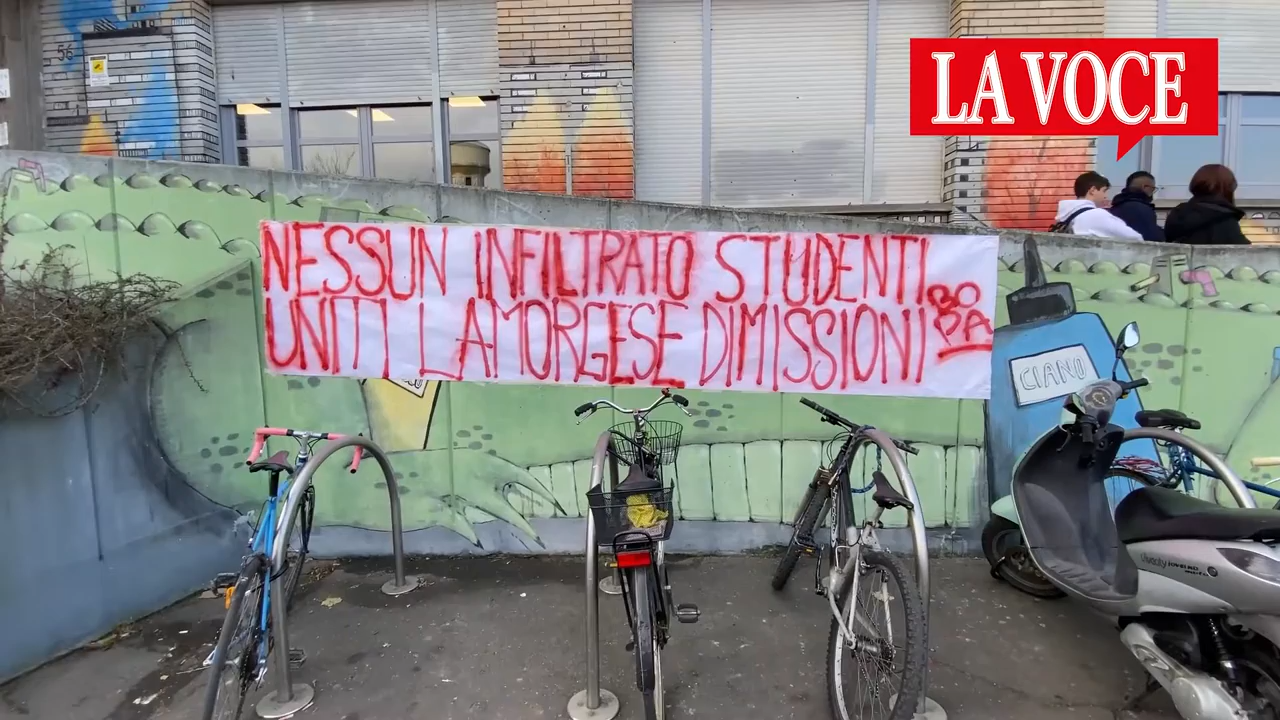 LA VOCE
56
NESSUN INFILTRATO STUDENTI
UNITI LAMORGESE DIMISSIONI
BO
PA
CIANO